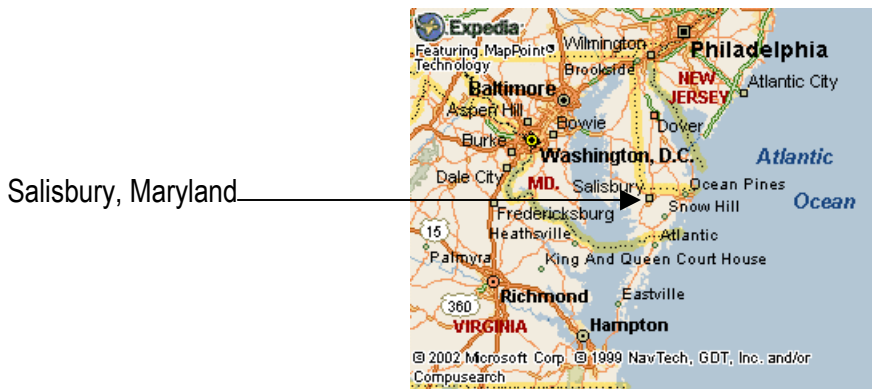 Expedia
Featuring MapPoint®
Technology
Wilmington
Philadelphia
Brookside
NEW
JERSEY
Atlantic City
Baltimore
Aspen Hill
Bowie
Dover
Burke
Washington, D.C.
Atlantic
Ocean
Dale City
MD.
Salisbury
Ocean Pines
Salisbury, Maryland
Snow Hill
Fredericksburg
15
Heathsville
Atlantic
Palmyra
King And Queen Court House
Richmond
Eastville
360
VIRGINIA
Hampton
© 2002 Microsoft Corp. © 1999 NavTech, GDT, Inc. and/or
Compusearch